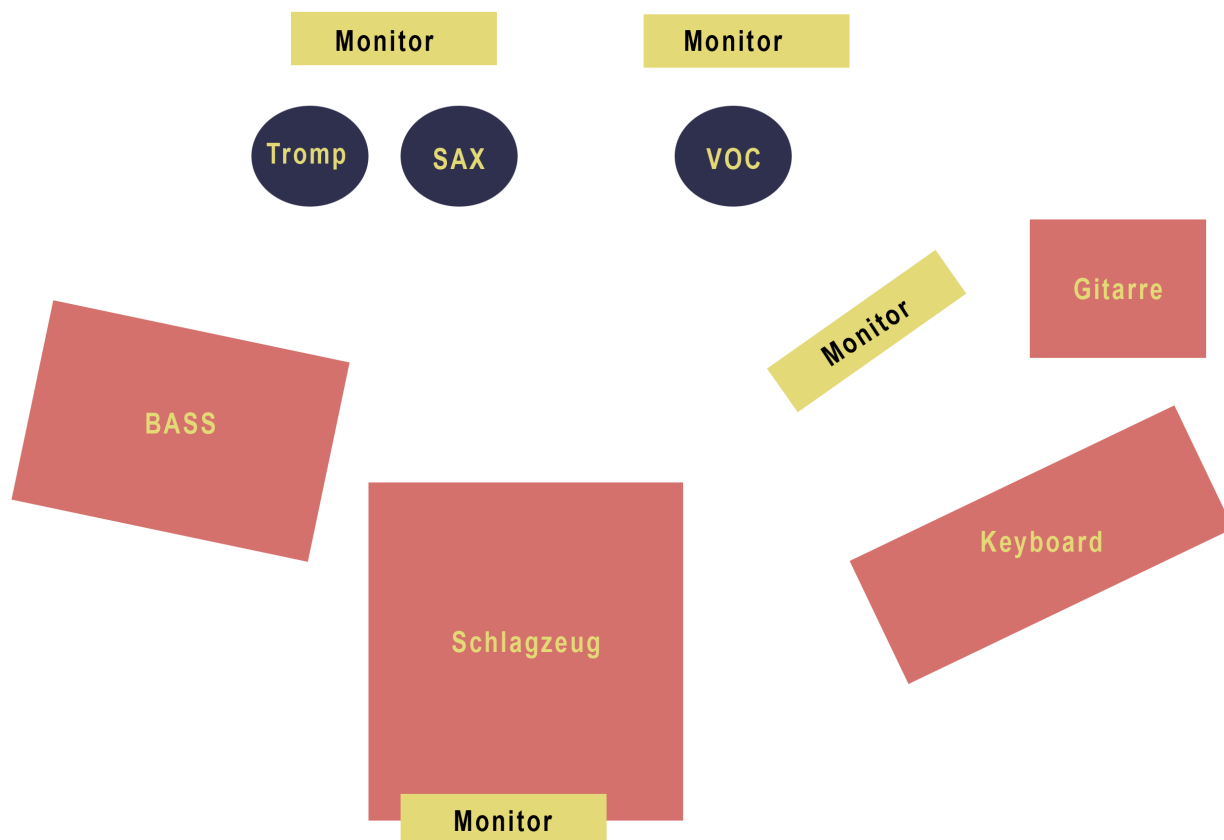 Monitor
Monitor
Tromp
SAX
VOC
Gitarre
Monitor
BASS
Keyboard
Schlagzeug
Monitor